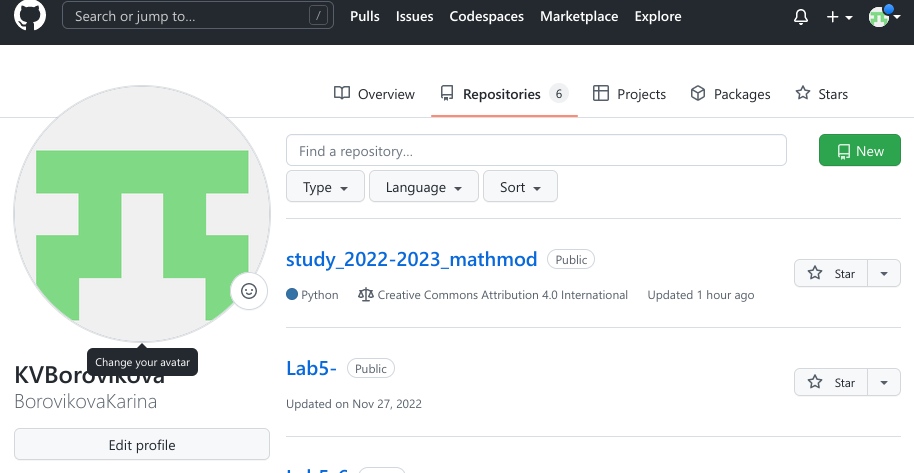 Search or jump to... /
Pulls Issues Codespaces Marketplace Explore
Overview Repositories 6 Projects Packages Stars
Find a repository...
New
Type Language Sort
study_2022-2023_mathmod Public
Star
Python Creative Commons Attribution 4.0 International Updated 1 hour ago
Change your avatar
KVBorovikova
BorovikovaKarina
Edit profile
Lab5- Public
Star
Updated on Nov 27, 2022